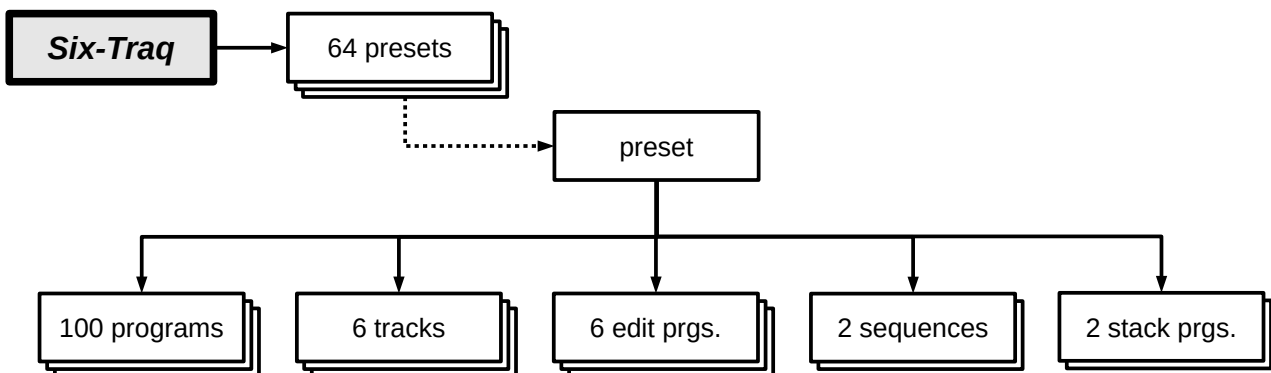 Six-Traq
64 presets
preset
100 programs
6 tracks
6 edit prgs.
2 sequences
2 stack prgs.